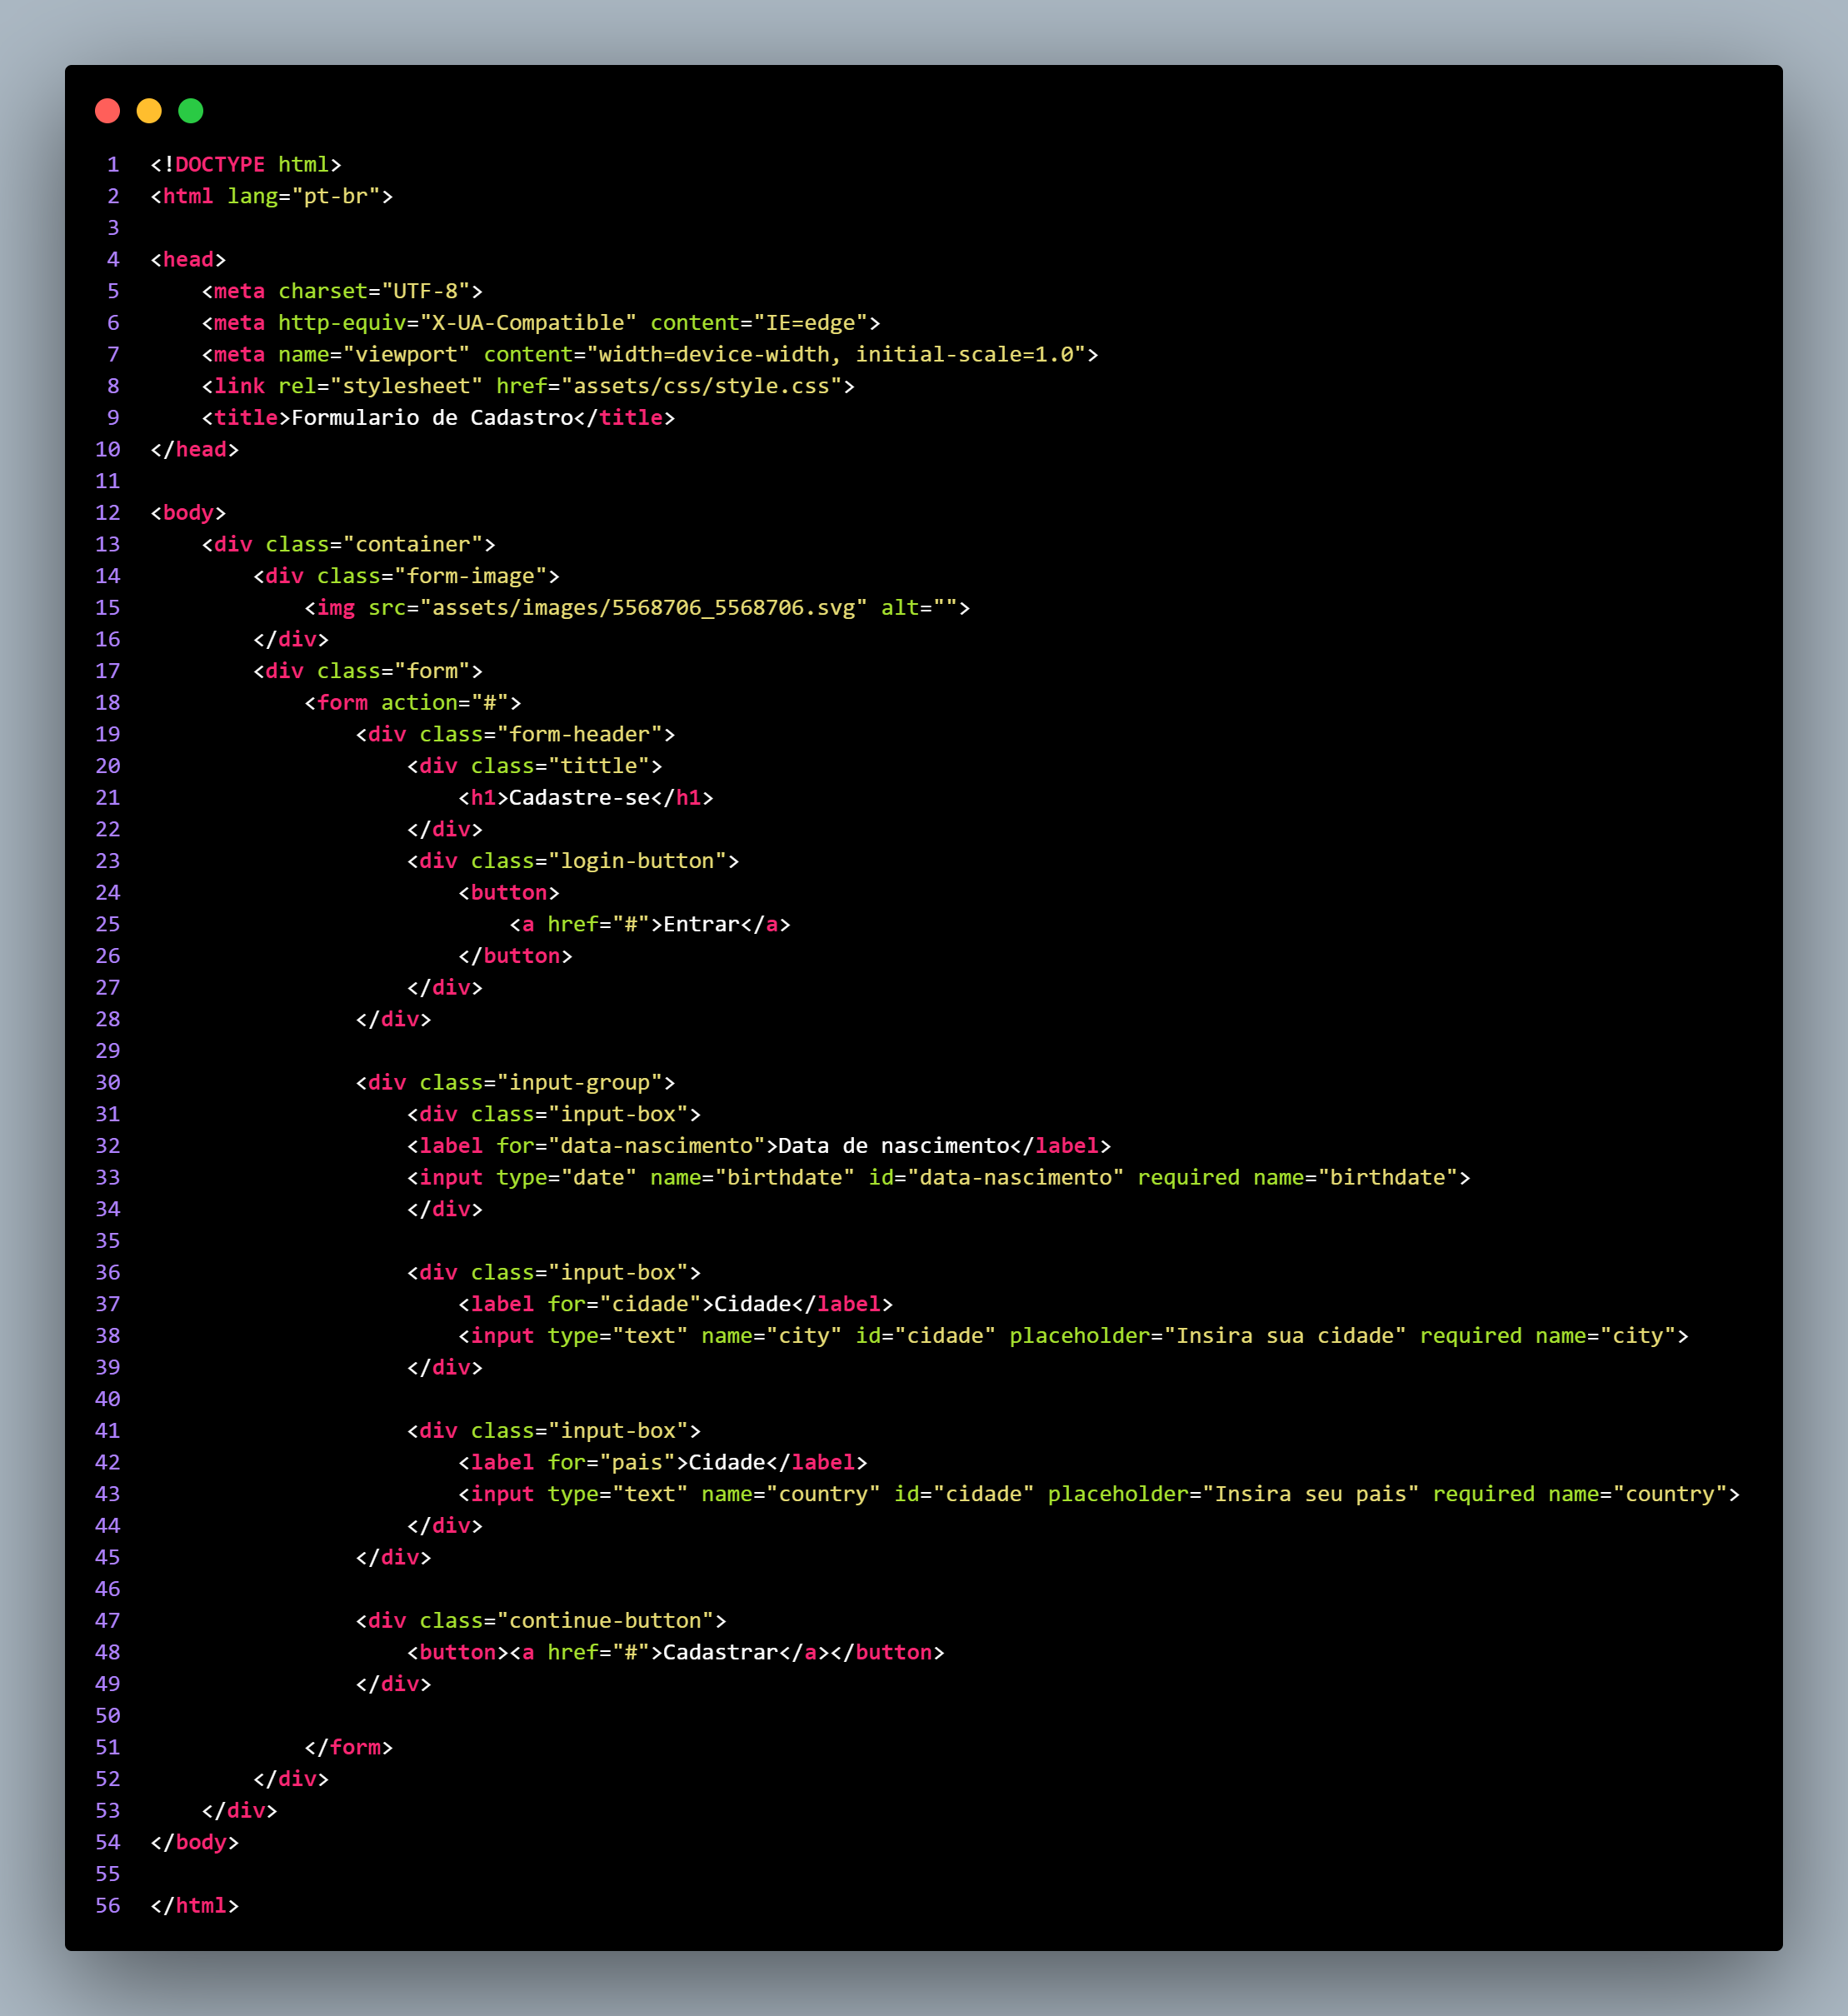 1 <!DOCTYPE html>
2 <html lang="pt-br">
3
4 <head>
5     <meta charset="UTF-8">
6     <meta http-equiv="X-UA-Compatible" content="IE=edge">
7     <meta name="viewport" content="width=device-width, initial-scale=1.0">
8     <link rel="stylesheet" href="assets/css/style.css">
9     <title>Formulario de Cadastro</title>
10 </head>
11
12 <body>
13     <div class="container">
14         <div class="form-image">
15             <img src="assets/images/5568706_5568706.svg" alt="">
16         </div>
17         <div class="form">
18             <form action="#">
19                 <div class="form-header">
20                     <div class="tittle">
21                         <h1>Cadastre-se</h1>
22                     </div>
23                     <div class="login-button">
24                         <button>
25                             <a href="#">Entrar</a>
26                         </button>
27                     </div>
28                 </div>
29
30                 <div class="input-group">
31                     <div class="input-box">
32                     <label for="data-nascimento">Data de nascimento</label>
33                     <input type="date" name="birthdate" id="data-nascimento" required name="birthdate">
34                     </div>
35
36                     <div class="input-box">
37                         <label for="cidade">Cidade</label>
38                         <input type="text" name="city" id="cidade" placeholder="Insira sua cidade" required name="city">
39                     </div>
40
41                     <div class="input-box">
42                         <label for="pais">Cidade</label>
43                         <input type="text" name="country" id="cidade" placeholder="Insira seu pais" required name="country">
44                     </div>
45                 </div>
46
47                 <div class="continue-button">
48                     <button><a href="#">Cadastrar</a></button>
49                 </div>
50
51             </form>
52         </div>
53     </div>
54 </body>
55
56 </html>